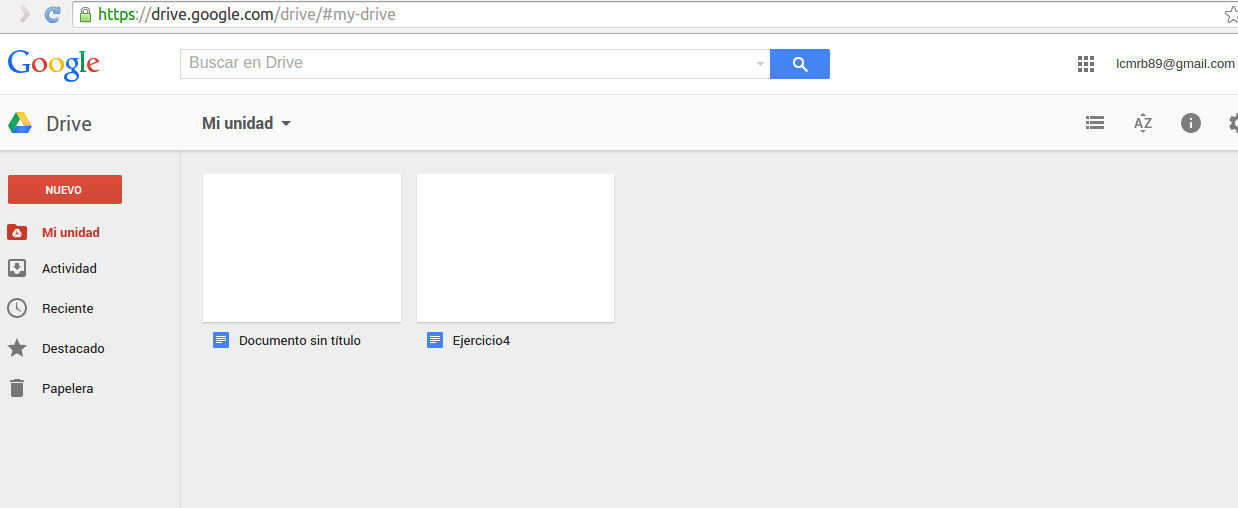 https://drive.google.com/drive/#my-drive
Google
Buscar en Drive
lcmrb89@gmail.com
Drive
Mi unidad
AZ
NUEVO
Mi unidad
Actividad
Reciente
Destacado
Papelera
Documento sin título
Ejercicio4